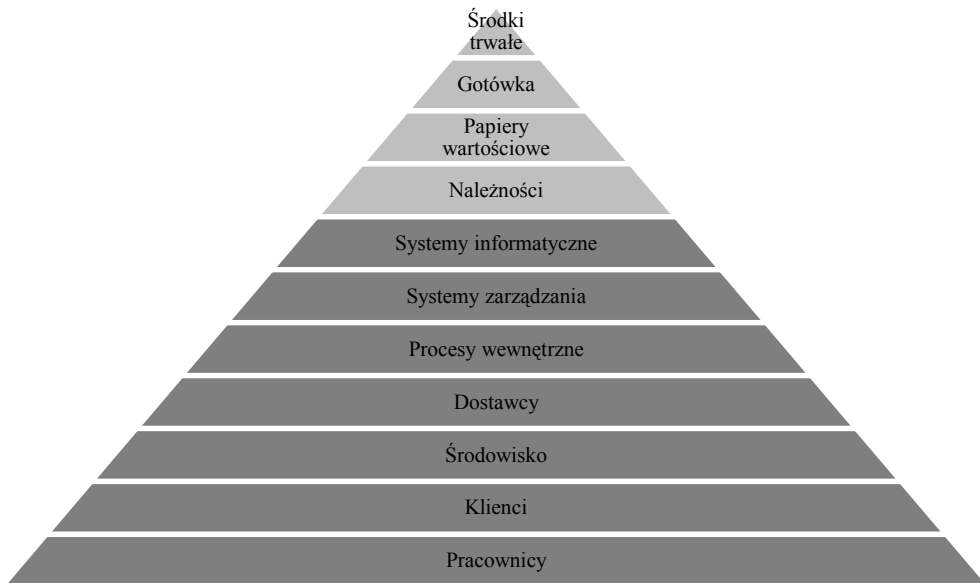 Środki
trwałe
Gotówka
Papiery
wartościowe
Należności
Systemy informatyczne
Systemy zarządzania
Procesy wewnętrzne
Dostawcy
Środowisko
Klienci
Pracownicy